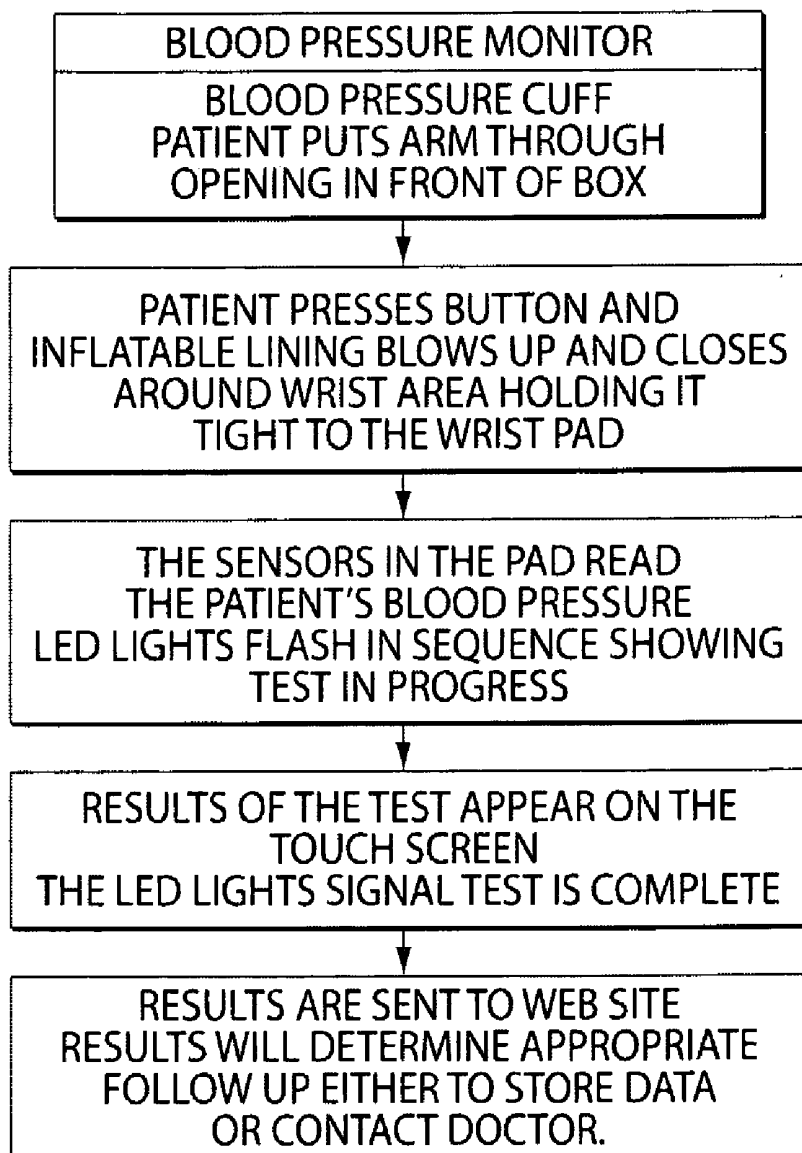 BLOOD PRESSURE MONITOR
BLOOD PRESSURE CUFF
PATIENT PUTS ARM THROUGH
OPENING IN FRONT OF BOX
PATIENT PRESSES BUTTON AND
INFLATABLE LINING BLOWS UP AND CLOSES
AROUND WRIST AREA HOLDING IT
TIGHT TO THE WRIST PAD
THE SENSORS IN THE PAD READ
THE PATIENT'S BLOOD PRESSURE
LED LIGHTS FLASH IN SEQUENCE SHOWING
TEST IN PROGRESS
RESULTS OF THE TEST APPEAR ON THE
TOUCH SCREEN
THE LED LIGHTS SIGNAL TEST IS COMPLETE
RESULTS ARE SENT TO WEB SITE
RESULTS WILL DETERMINE APPROPRIATE
FOLLOW UP EITHER TO STORE DATA
OR CONTACT DOCTOR.